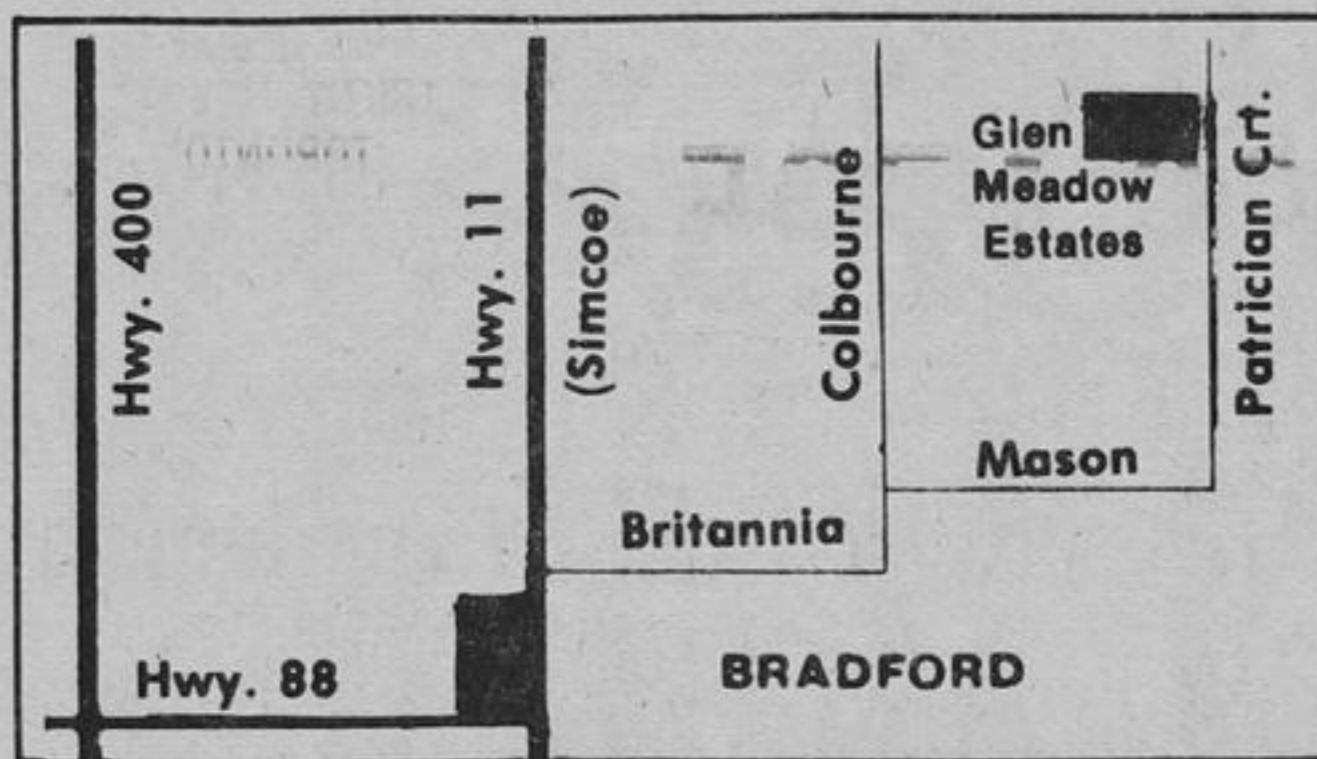 Hwy. 400
Hwy. 11
(Simcoe)
Colbourne
Glen
Meadow
Estates
Patrician Crt.
Mason
Britannia
Hwy. 88
BRADFORD